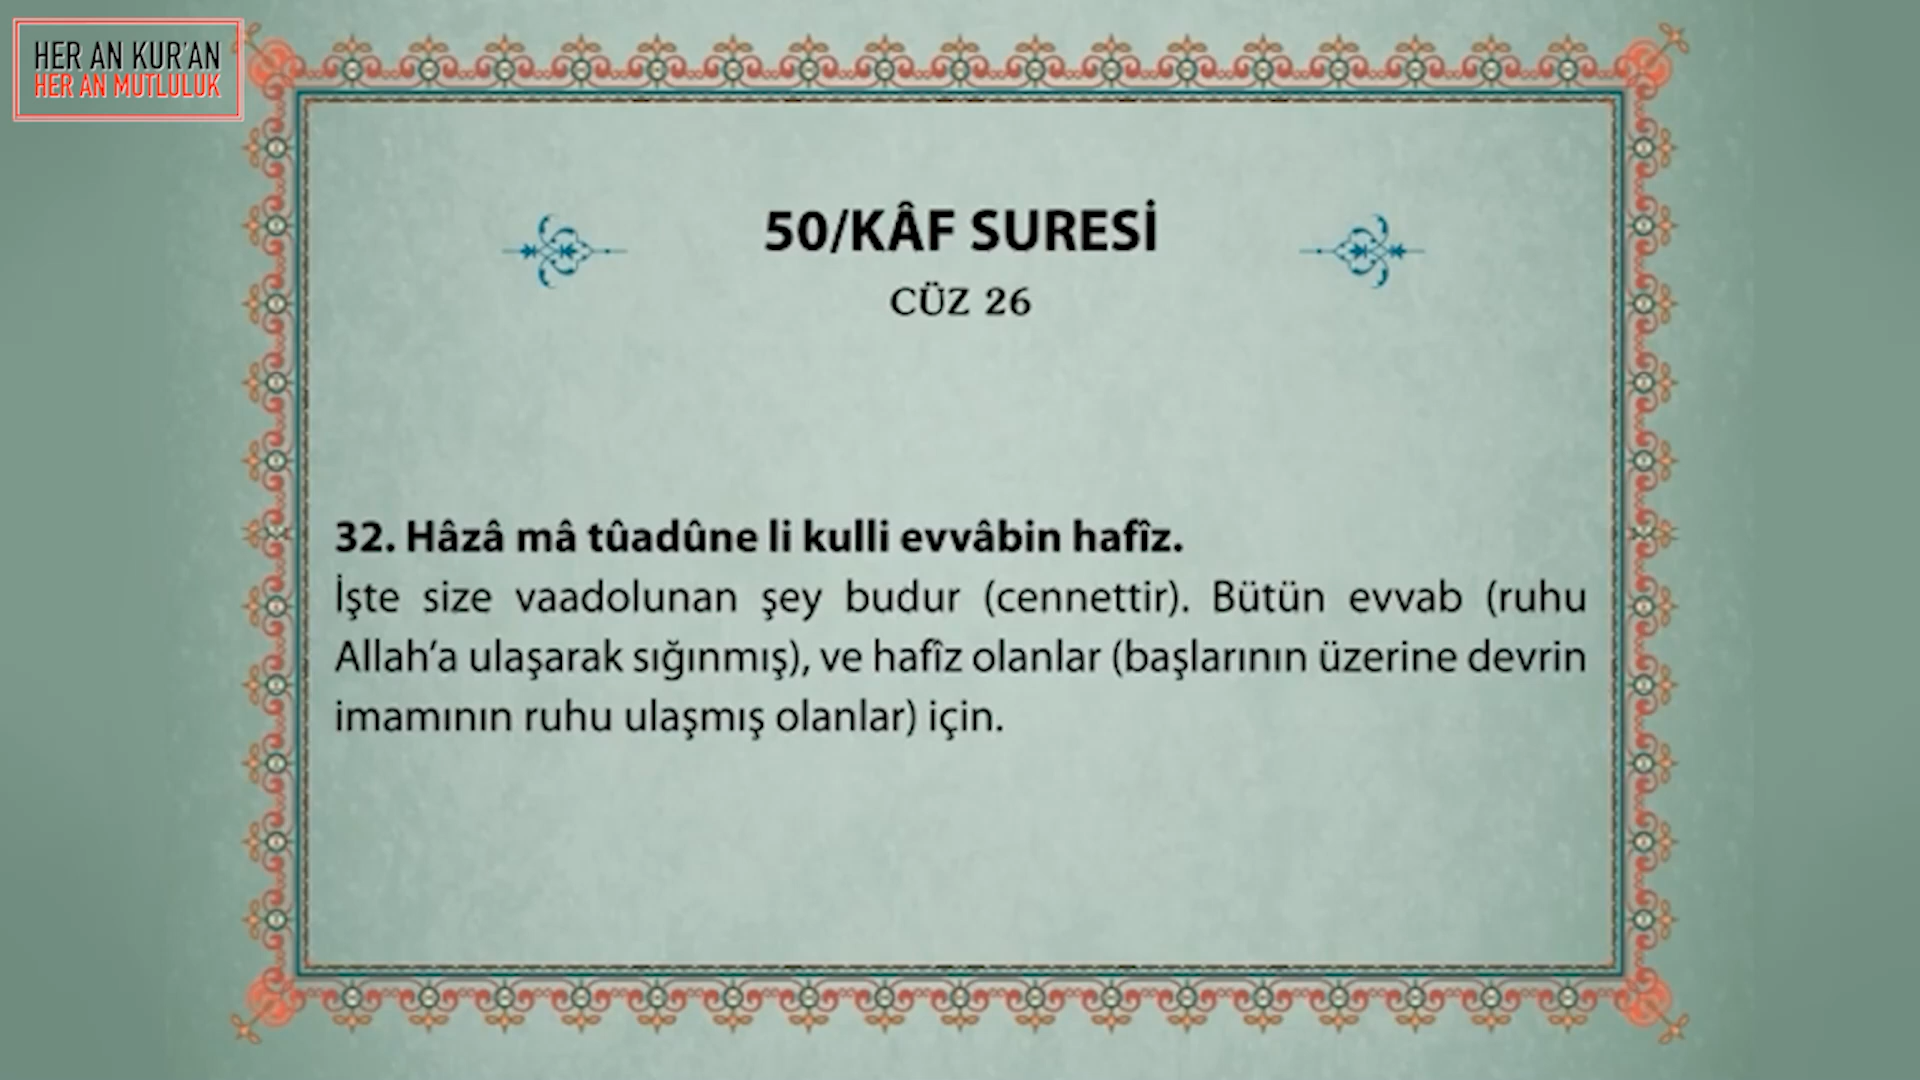 HER AN KUR'AN
HER AN MUTLULUK
50/KÂF SURESİ
CÜZ 26
32. Hâzâ mâ tûadûne li kulli evvâbin hafîz.
İşte size vaadolunan şey budur (cennettir). Bütün evvab (ruhu
Allah’a ulaşarak sığınmış), ve hafîz olanlar (başlarının üzerine devrin
imamının ruhu ulaşmış olanlar) için.